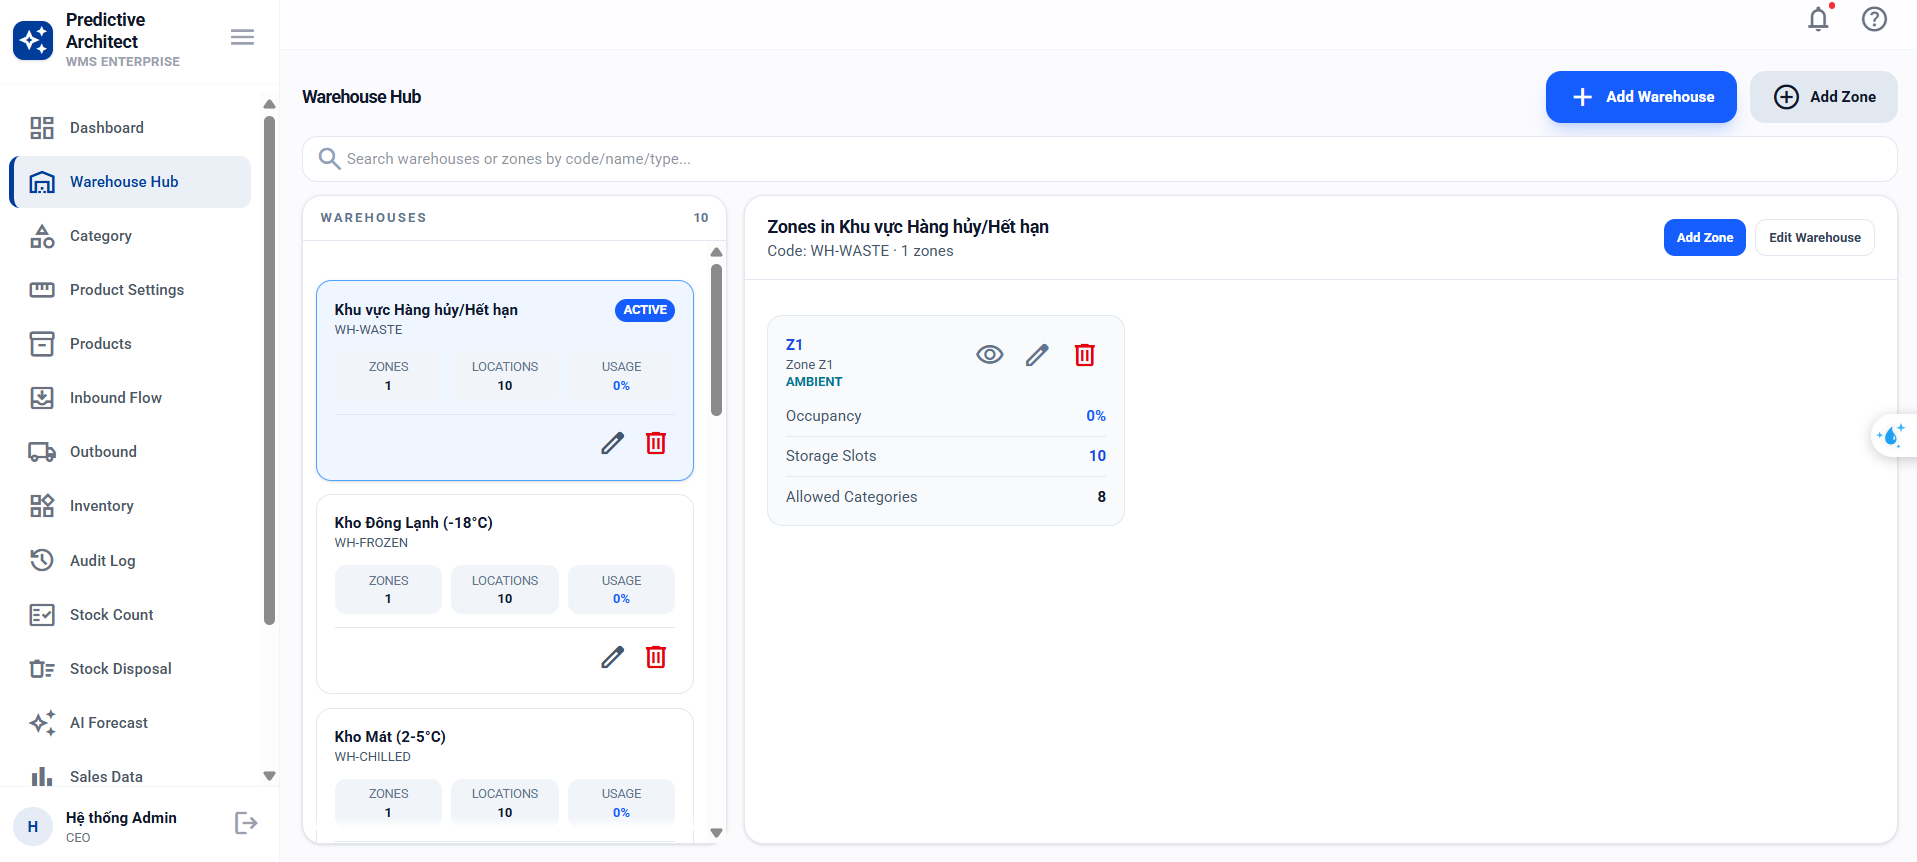 Predictive
Architect
WMS ENTERPRISE
Dashboard
Warehouse Hub
Category
Product Settings
Products
Inbound Flow
Outbound
Inventory
Audit Log
Stock Count
Stock Disposal
AI Forecast
Sales Data
H
Hệ thống Admin
CEO
Warehouse Hub
Add Warehouse
Add Zone
Search warehouses or zones by code/name/type...
WAREHOUSES 10
Khu vực Hàng hủy/Hết hạn ACTIVE
WH-WASTE
ZONES LOCATIONS USAGE
1 10 0%
Kho Đông Lạnh (-18°C)
WH-FROZEN
ZONES LOCATIONS USAGE
1 10 0%
Kho Mát (2-5°C)
WH-CHILLED
ZONES LOCATIONS USAGE
1 10 0%
Zones in Khu vực Hàng hủy/Hết hạn
Code: WH-WASTE · 1 zones
Add Zone
Edit Warehouse
Z1
Zone Z1
AMBIENT
Occupancy 0%
Storage Slots 10
Allowed Categories 8